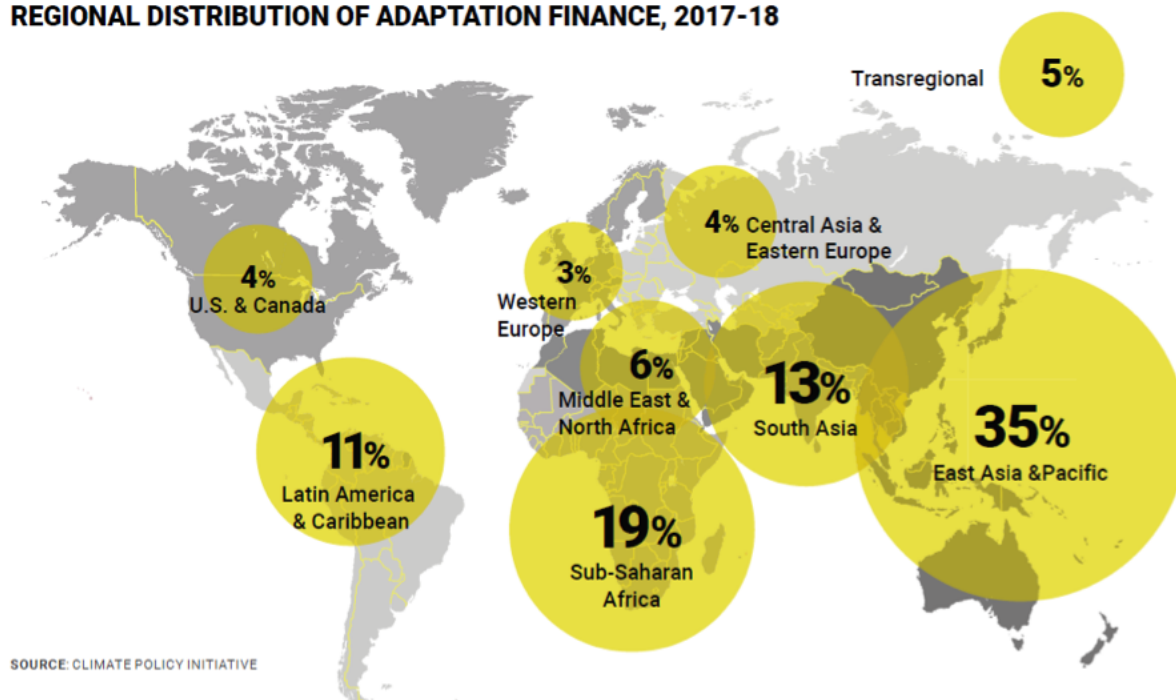 REGIONAL DISTRIBUTION OF ADAPTATION FINANCE, 2017-18
Transregional
5%
4%
Central Asia &
Eastern Europe
4%
U.S. & Canada
3%
Western
Europe
6%
Middle East &
North Africa
13%
South Asia
35%
East Asia &Pacific
11%
Latin America
& Caribbean
19%
Sub-Saharan
Africa
SOURCE: CLIMATE POLICY INITIATIVE